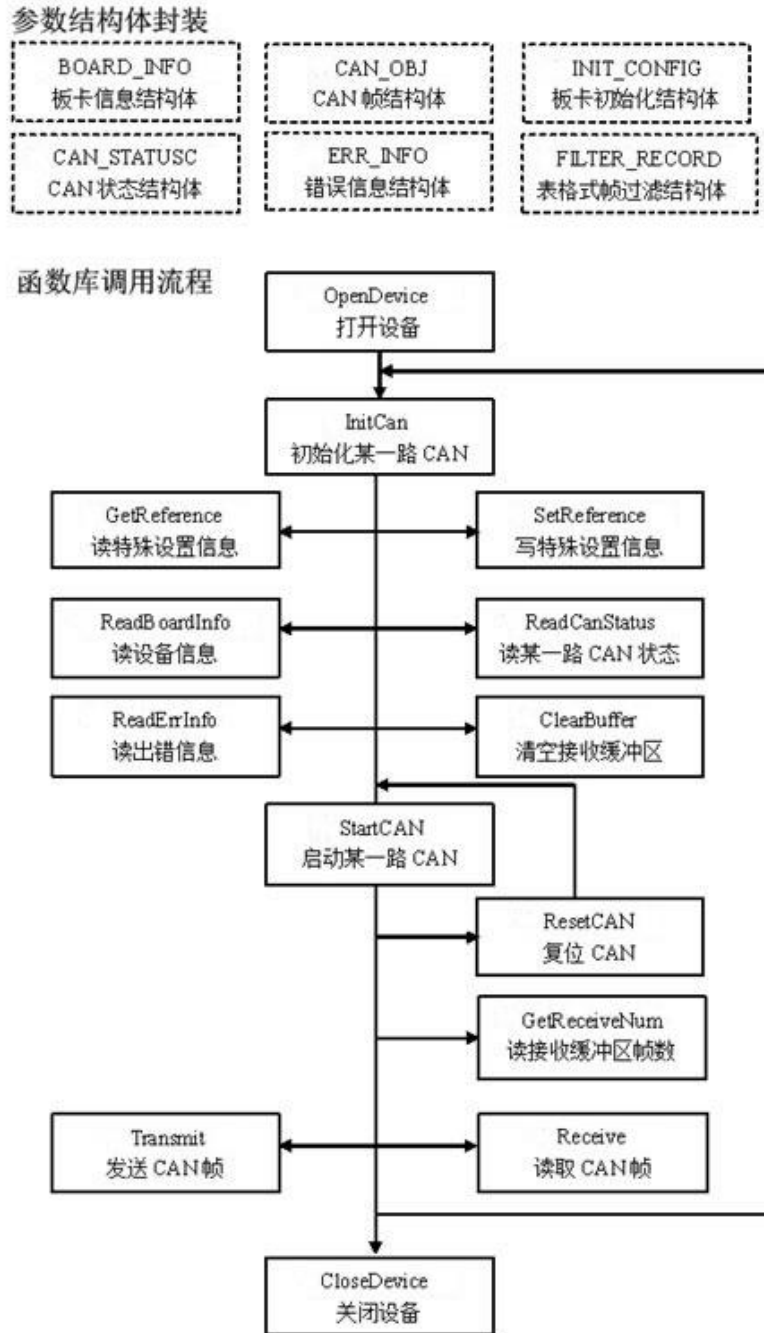 参数结构体封装
BOARD_INFO
板卡信息结构体
CAN_OBJ
CAN 帧结构体
INIT_CONFIG
板卡初始化结构体
CAN_STATUSC
CAN 状态结构体
ERR_INFO
错误信息结构体
FILTER_RECORD
表格式帧过滤结构体
函数库调用流程
OpenDevice
打开设备
InitCan
初始化某一路 CAN
GetReference
读特殊设置信息
SetReference
写特殊设置信息
ReadBoardInfo
读设备信息
ReadCanStatus
读某一路 CAN 状态
ReadErrInfo
读出错信息
ClearBuffer
清空接收缓冲区
StartCAN
启动某一路 CAN
ResetCAN
复位 CAN
GetReceiveNum
读接收缓冲区帧数
Transmit
发送 CAN 帧
Receive
读取 CAN 帧
CloseDevice
关闭设备